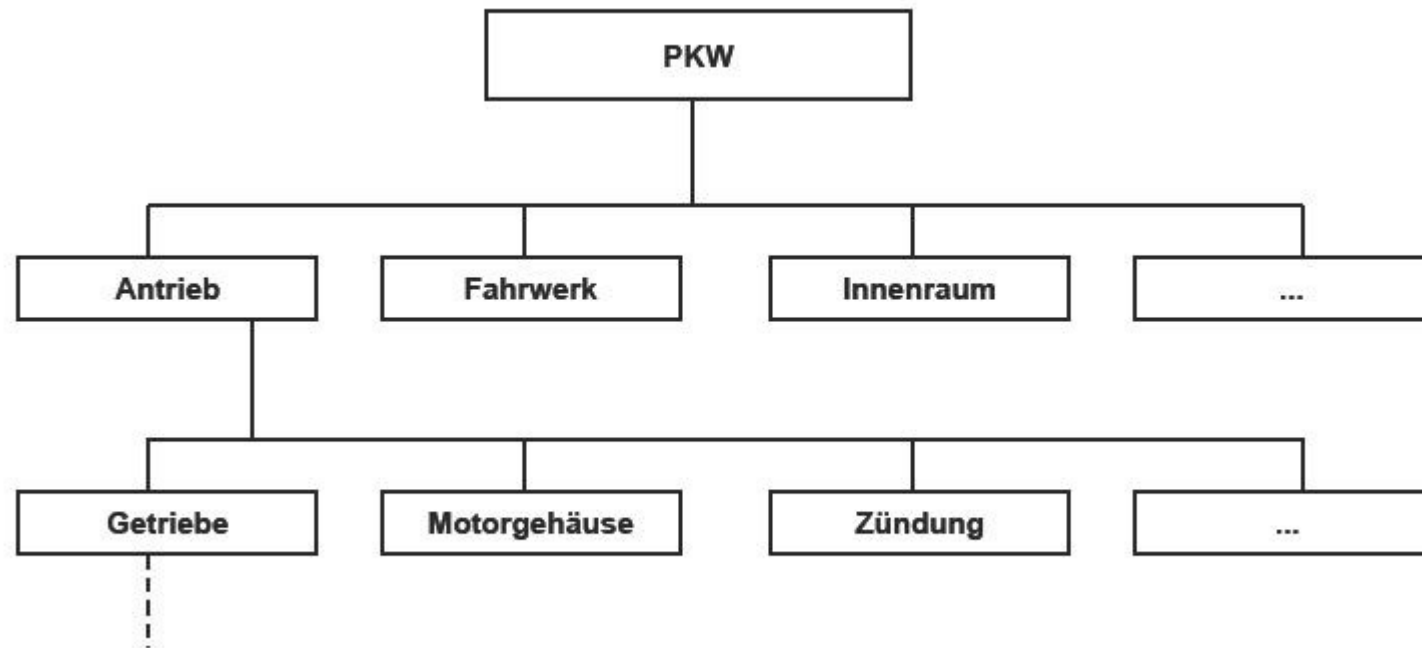 PKW
Antrieb
Fahrwerk
Innenraum
...
Getriebe
Motorgehäuse
Zündung
...